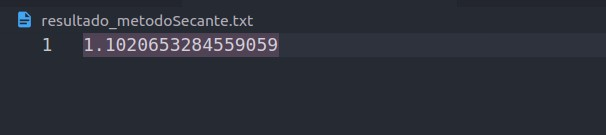 resultado_metodoSecante.txt
1 1.1020653284559059